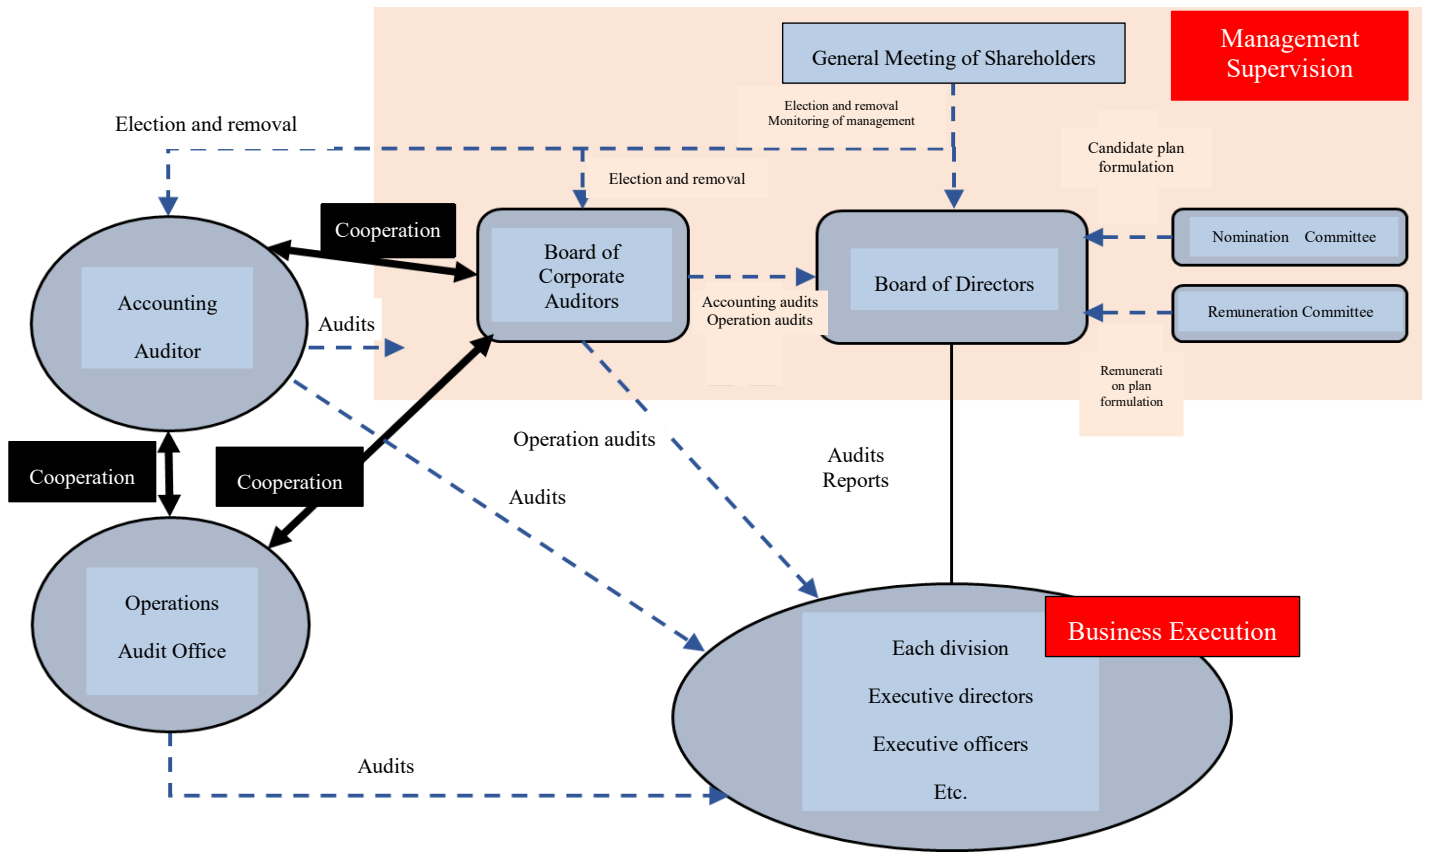 Management
Supervision
General Meeting of Shareholders
Election and removal
Monitoring of management
Election and removal
Election and removal
Candidate plan
formulation
Cooperation
Nomination Committee
Board of
Corporate
Auditors
Board of Directors
Accounting
Auditor
Audits
Accounting audits
Operation audits
Remuneration Committee
Remunerati
on plan
formulation
Operation audits
Audits
Reports
Cooperation
Cooperation
Audits
Operations
Audit Office
Business Execution
Each division
Executive directors
Executive officers
Etc.
Audits